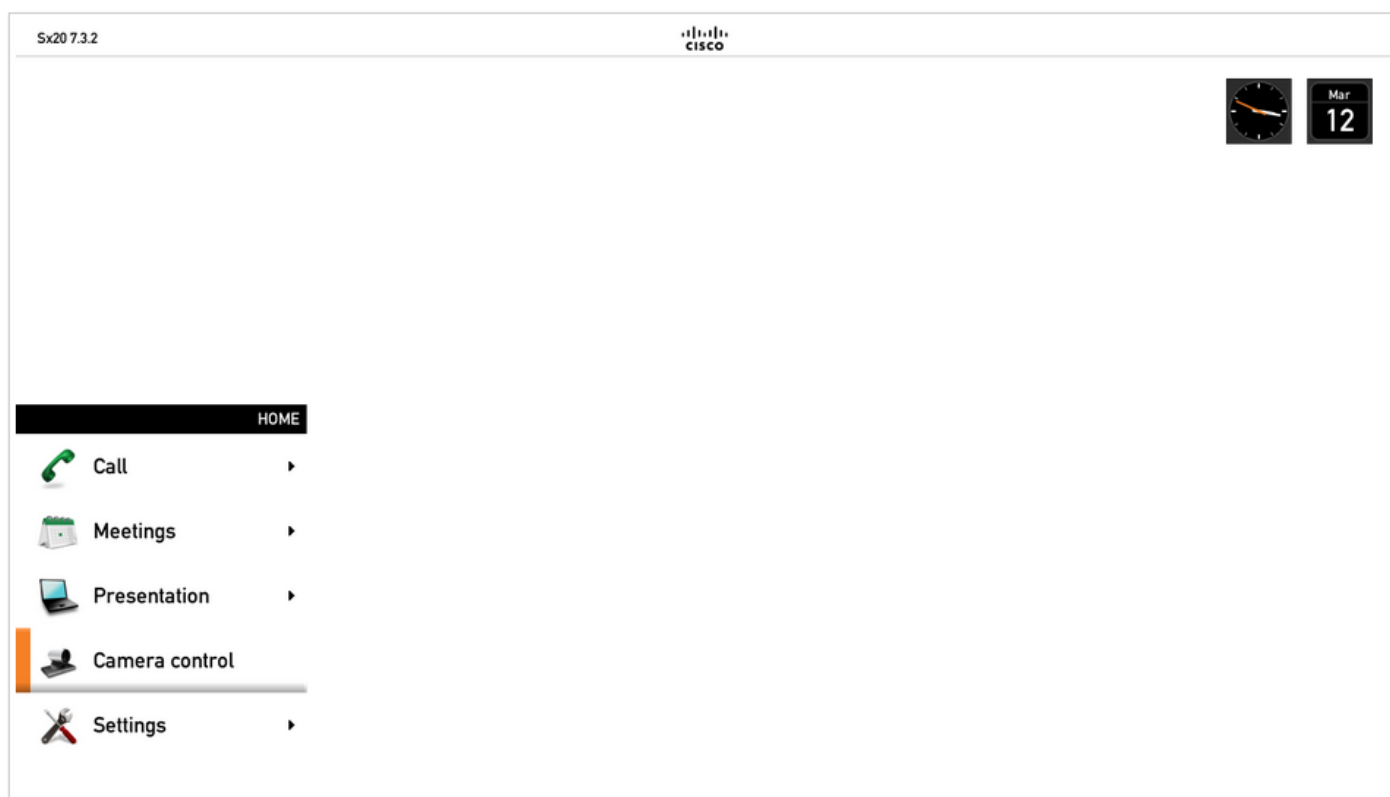 Sx20 7.3.2
CISCO
Mar
12
HOME
Call
Meetings
Presentation
Camera control
Settings